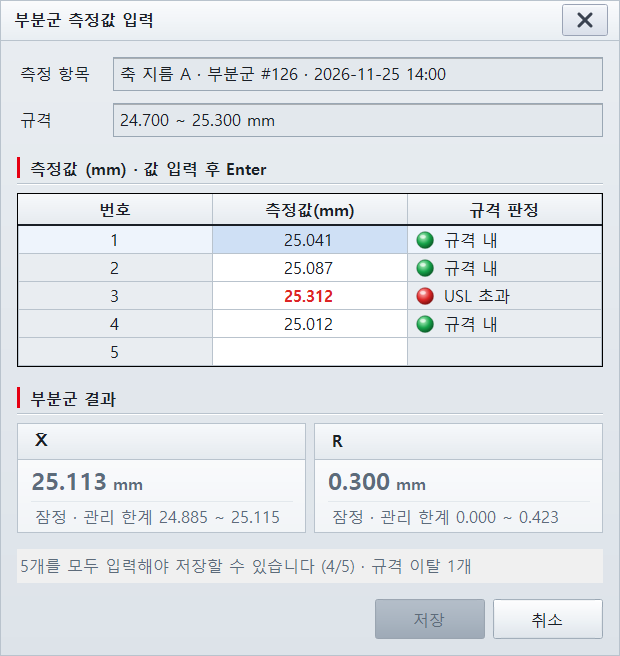 부분군 측정값 입력
측정 항목 축 지름 A · 부분군 #126 · 2026-11-25 14:00
규격 24.700 ~ 25.300 mm
측정값 (mm) · 값 입력 후 Enter
번호 측정값(mm) 규격 판정
1 25.041 규격 내
2 25.087 규격 내
3 25.312 USL 초과
4 25.012 규격 내
5
부분군 결과
X̄ R
25.113 mm 0.300 mm
잠정 · 관리 한계 24.885 ~ 25.115 잠정 · 관리 한계 0.000 ~ 0.423
5개를 모두 입력해야 저장할 수 있습니다 (4/5) · 규격 이탈 1개
저장 취소